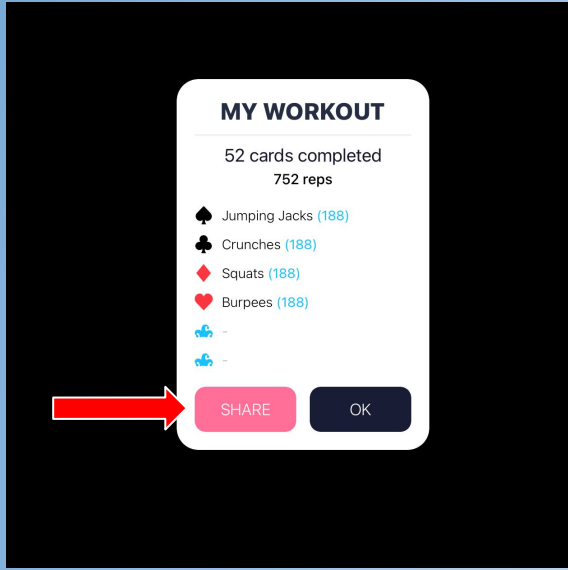 MY WORKOUT
52 cards completed
752 reps
Jumping Jacks (188)
Crunches (188)
Squats (188)
Burpees (188)
-
-
SHARE OK